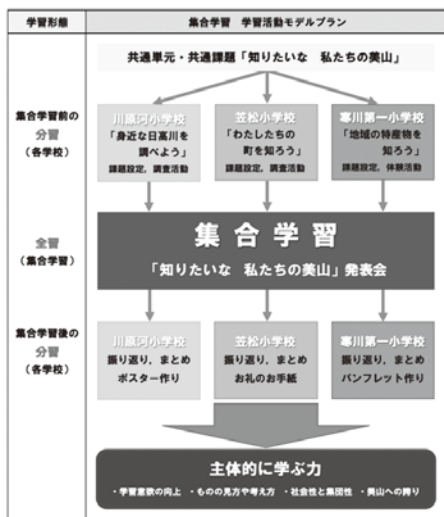 学習形態
集合学習 学習活動モデルプラン
共通単元・共通課題「知りたいな 私たちの美山」
集合学習前の
分習
(各学校)
川原河小学校
「身近な日高川を
調べよう」
課題設定,調査活動
笠松小学校
「わたしたちの
町を知ろう」
課題設定,調査活動
寒川第一小学校
「地域の特産物を
知ろう」
課題設定,体験活動
全習
(集合学習)
集合学習
「知りたいな 私たちの美山」発表会
集合学習後の
分習
(各学校)
川原河小学校
振り返り,まとめ
ポスター作り
笠松小学校
振り返り,まとめ
お礼のお手紙
寒川第一小学校
振り返り,まとめ
パンフレット作り
主体的に学ぶ力
・学習意欲の向上 ・ものの見方や考え方 ・社会性と集団性 ・美山への誇り